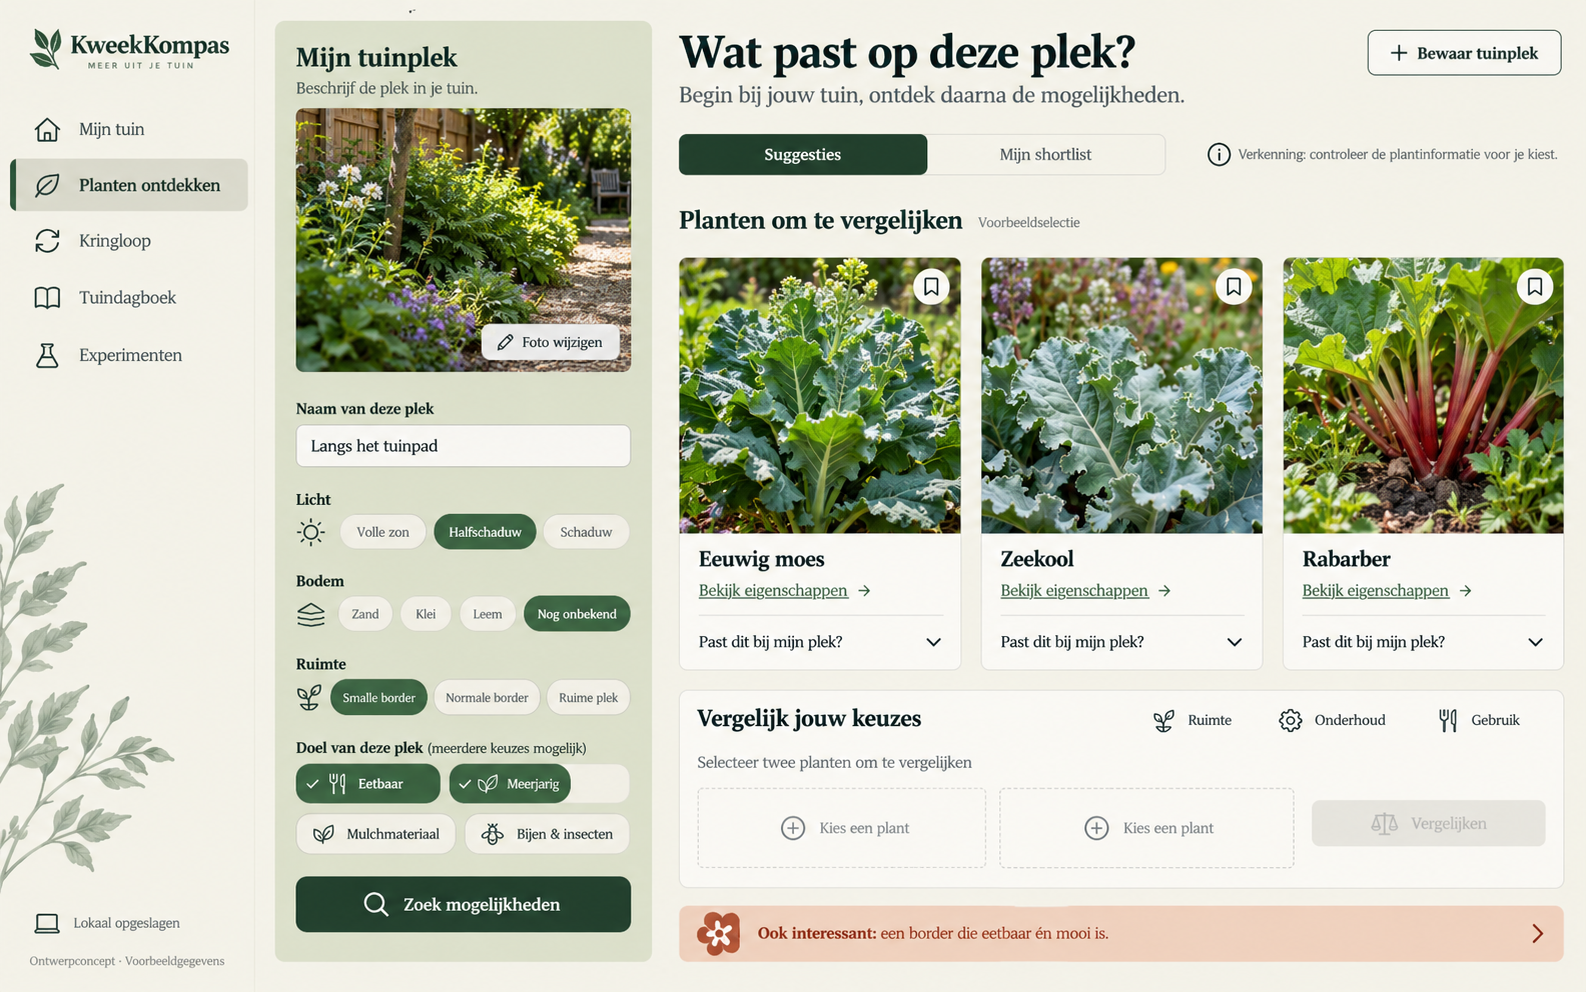 KweekKompas
MEER UIT JE TUIN
Mijn tuin
Planten ontdekken
Kringloop
Tuindagboek
Experimenten
Lokaal opgeslagen
Ontwerpconcept · Voorbeeldgegevens
Mijn tuinplek
Beschrijf de plek in je tuin.
Foto wijzigen
Naam van deze plek
Langs het tuinpad
Licht
Volle zon
Halfschaduw
Schaduw
Bodem
Zand
Klei
Leem
Nog onbekend
Ruimte
Smalle border
Normale border
Ruime plek
Doel van deze plek (meerdere keuzes mogelijk)
Eetbaar
Meerjarig
Mulchmateriaal
Bijen & insecten
Zoek mogelijkheden
Wat past op deze plek?
Begin bij jouw tuin, ontdek daarna de mogelijkheden.
Bewaar tuinplek
Suggesties
Mijn shortlist
Verkenning: controleer de plantinformatie voor je kiest.
Planten om te vergelijken
Voorbeeldselectie
Eeuwig moes
Bekijk eigenschappen →
Past dit bij mijn plek?
Zeekool
Bekijk eigenschappen →
Past dit bij mijn plek?
Rabarber
Bekijk eigenschappen →
Past dit bij mijn plek?
Vergelijk jouw keuzes
Ruimte
Onderhoud
Gebruik
Selecteer twee planten om te vergelijken
Kies een plant
Kies een plant
Vergelijken
Ook interessant: een border die eetbaar én mooi is.